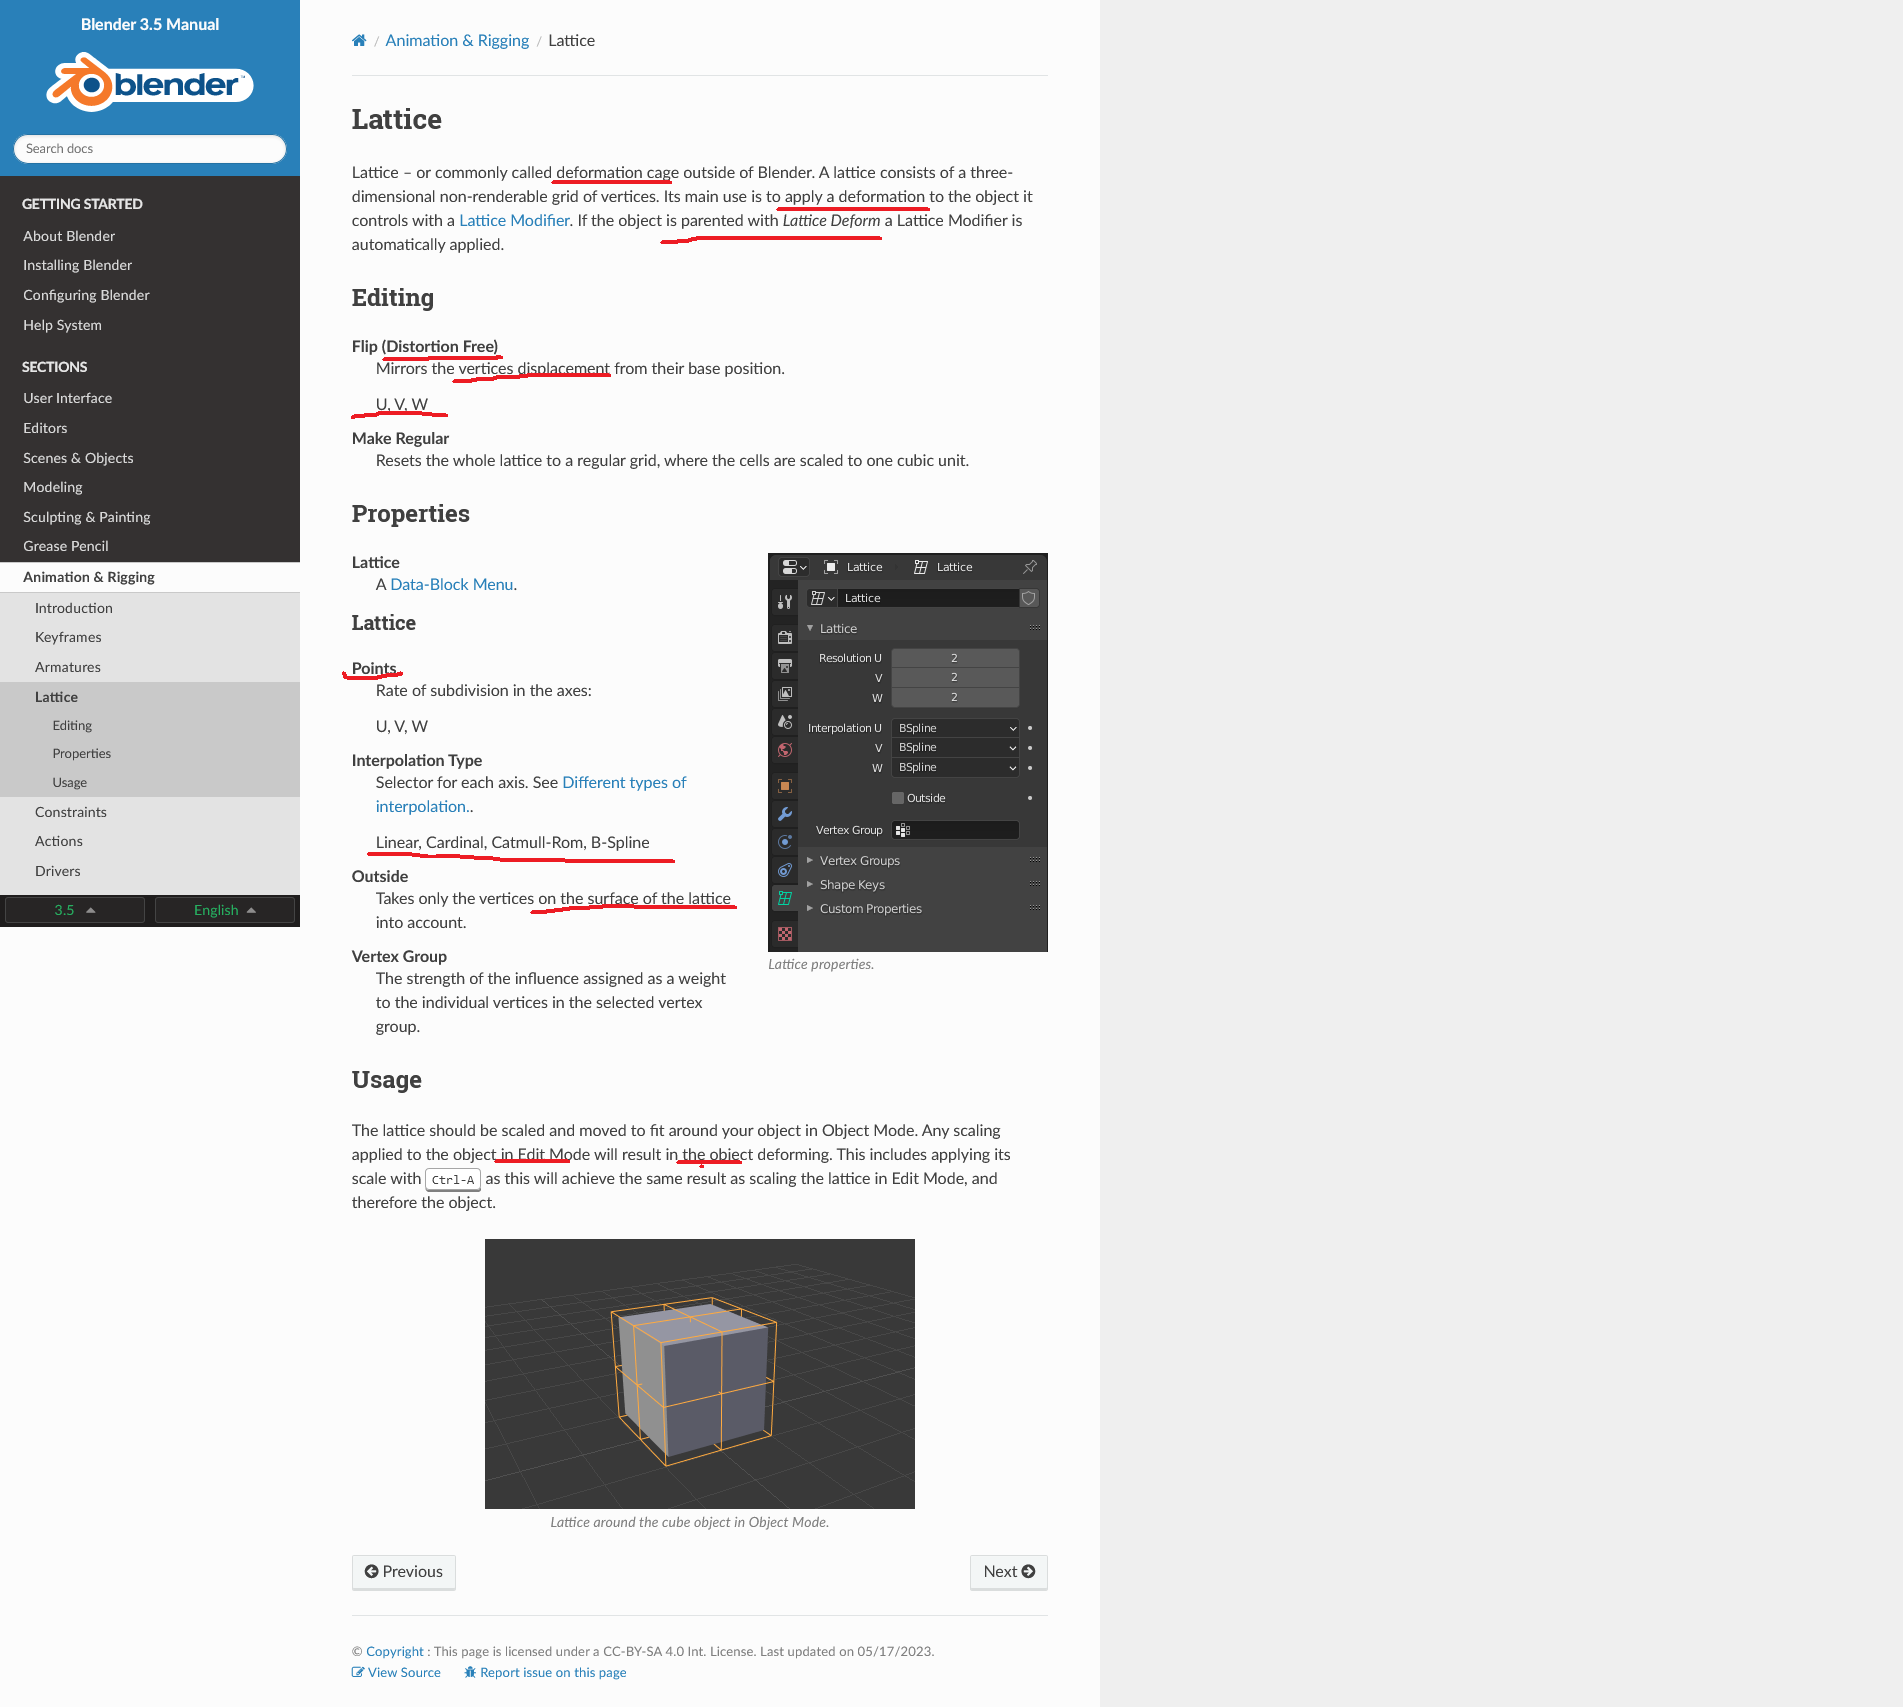 Blender 3.5 Manual
blender™
Search docs
GETTING STARTED
About Blender
Installing Blender
Configuring Blender
Help System
SECTIONS
User Interface
Editors
Scenes & Objects
Modeling
Sculpting & Painting
Grease Pencil
Animation & Rigging
Introduction
Keyframes
Armatures
Lattice
Editing
Properties
Usage
Constraints
Actions
Drivers
3.5
English
/ Animation & Rigging / Lattice
Lattice
Lattice – or commonly called deformation cage outside of Blender. A lattice consists of a three-
dimensional non-renderable grid of vertices. Its main use is to apply a deformation to the object it
controls with a Lattice Modifier. If the object is parented with Lattice Deform a Lattice Modifier is
automatically applied.
Editing
Flip (Distortion Free)
Mirrors the vertices displacement from their base position.
U, V, W
Make Regular
Resets the whole lattice to a regular grid, where the cells are scaled to one cubic unit.
Properties
Lattice
A Data-Block Menu.
Lattice
Points
Rate of subdivision in the axes:
U, V, W
Interpolation Type
Selector for each axis. See Different types of
interpolation..
Linear, Cardinal, Catmull-Rom, B-Spline
Outside
Takes only the vertices on the surface of the lattice
into account.
Vertex Group
The strength of the influence assigned as a weight
to the individual vertices in the selected vertex
group.
Lattice Lattice
Lattice
Lattice
Resolution U 2
V 2
W 2
Interpolation U BSpline
V BSpline
W BSpline
Outside
Vertex Group
Vertex Groups
Shape Keys
Custom Properties
Lattice properties.
Usage
The lattice should be scaled and moved to fit around your object in Object Mode. Any scaling
applied to the object in Edit Mode will result in the object deforming. This includes applying its
scale with Ctrl-A as this will achieve the same result as scaling the lattice in Edit Mode, and
therefore the object.
Lattice around the cube object in Object Mode.
Previous
Next
© Copyright : This page is licensed under a CC-BY-SA 4.0 Int. License. Last updated on 05/17/2023.
View Source Report issue on this page